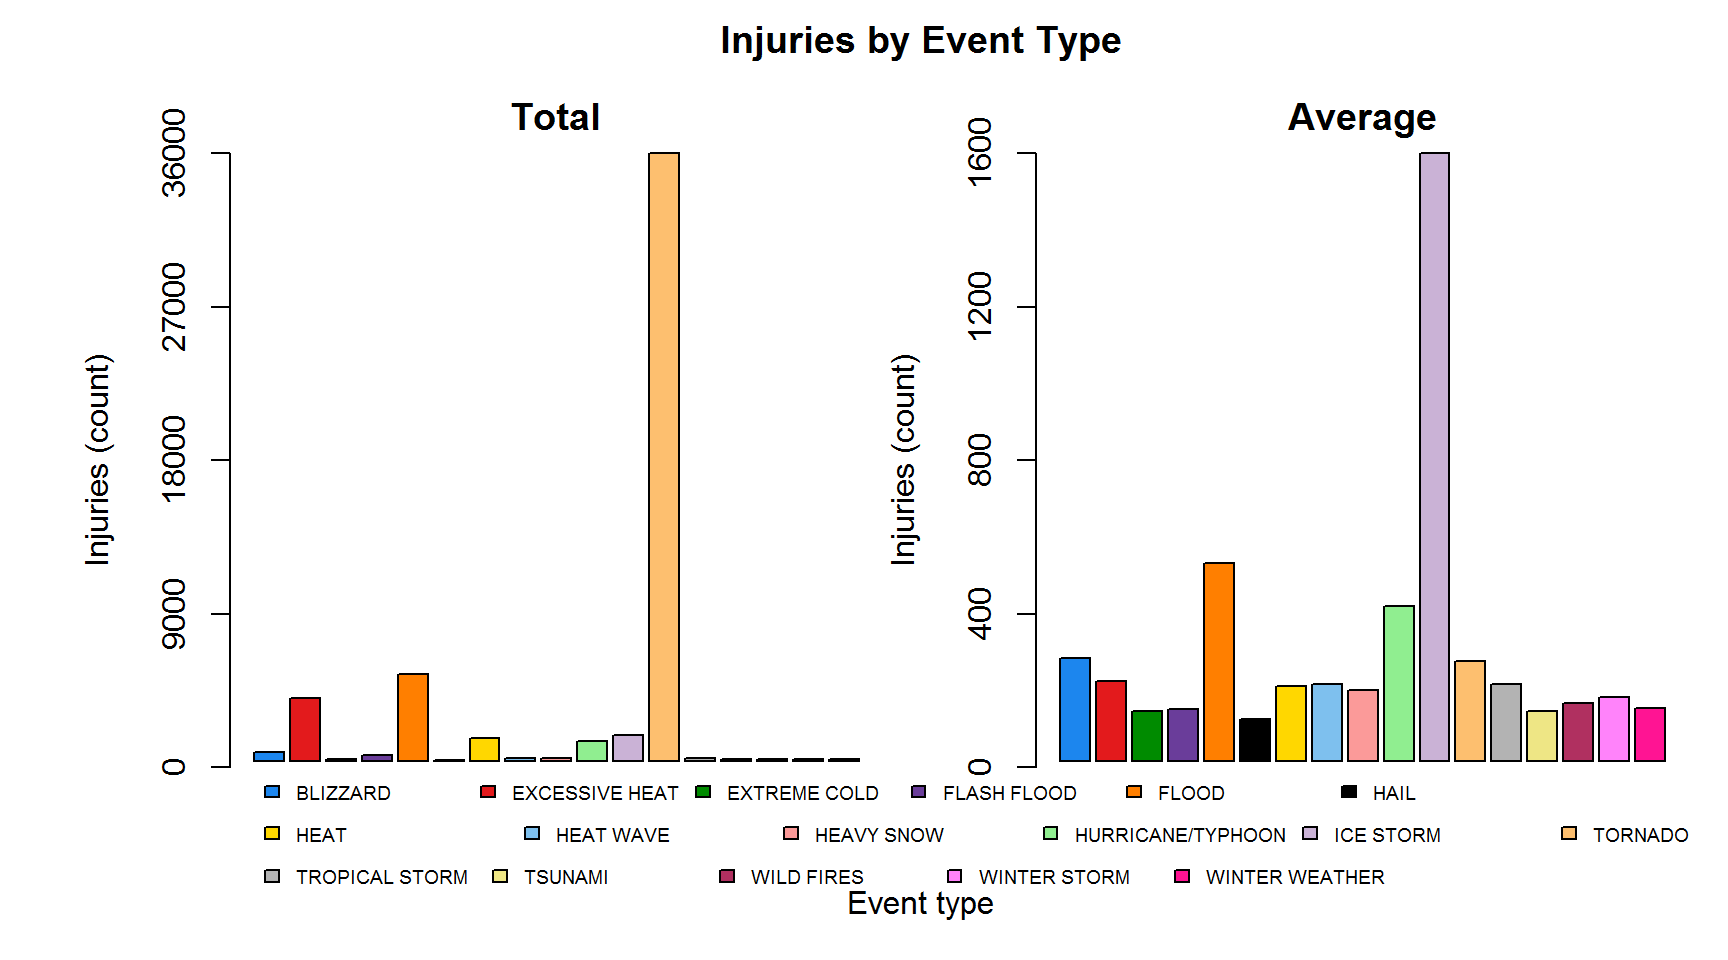 Injuries by Event Type
Total
Average
Injuries (count)
36000
27000
18000
9000
0
Injuries (count)
1600
1200
800
400
0
BLIZZARD EXCESSIVE HEAT EXTREME COLD FLASH FLOOD FLOOD HAIL
HEAT HEAT WAVE HEAVY SNOW HURRICANE/TYPHOON ICE STORM TORNADO
TROPICAL STORM TSUNAMI WILD FIRES WINTER STORM WINTER WEATHER
Event type